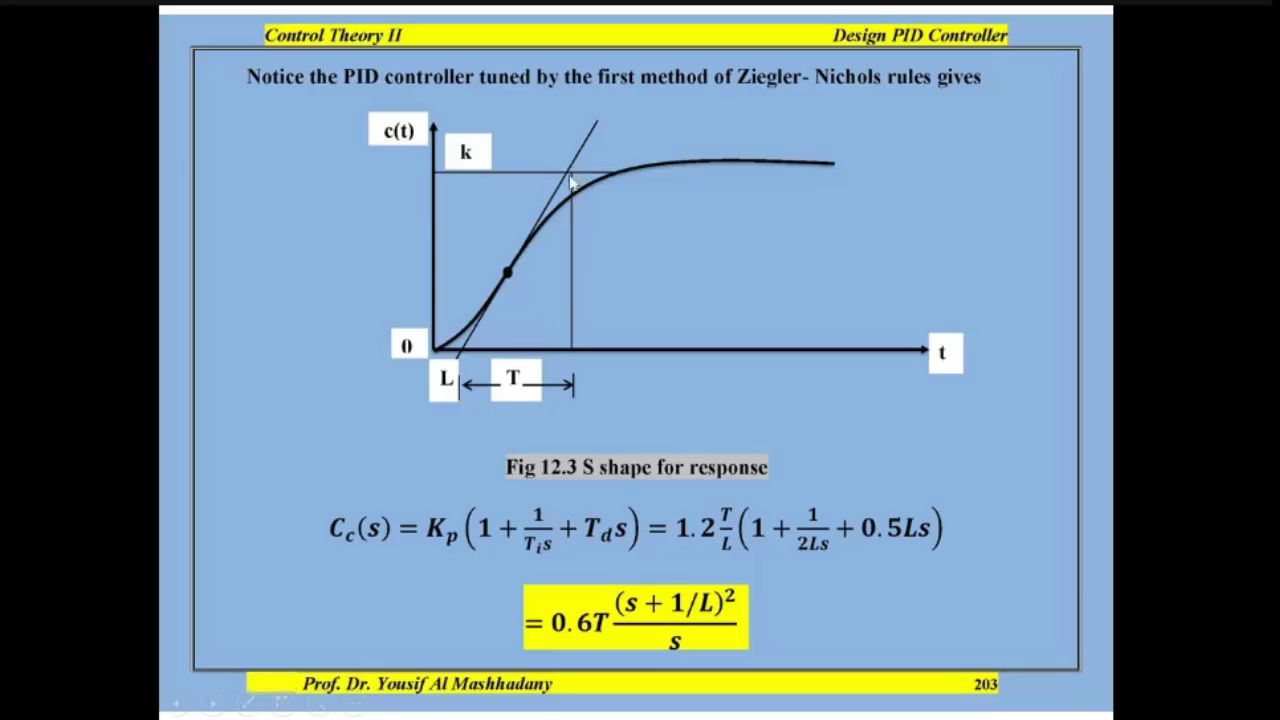 Control Theory II Design PID Controller
Notice the PID controller tuned by the first method of Ziegler- Nichols rules gives
c(t)
k
0
t
L
T
Fig 12.3 S shape for response
C_c(s) = K_p (1 + 1/(T_i s) + T_d s) = 1.2 T/L (1 + 1/(2Ls) + 0.5Ls)
= 0.6T (s + 1/L)^2 / s
Prof. Dr. Yousif Al Mashhadany 203